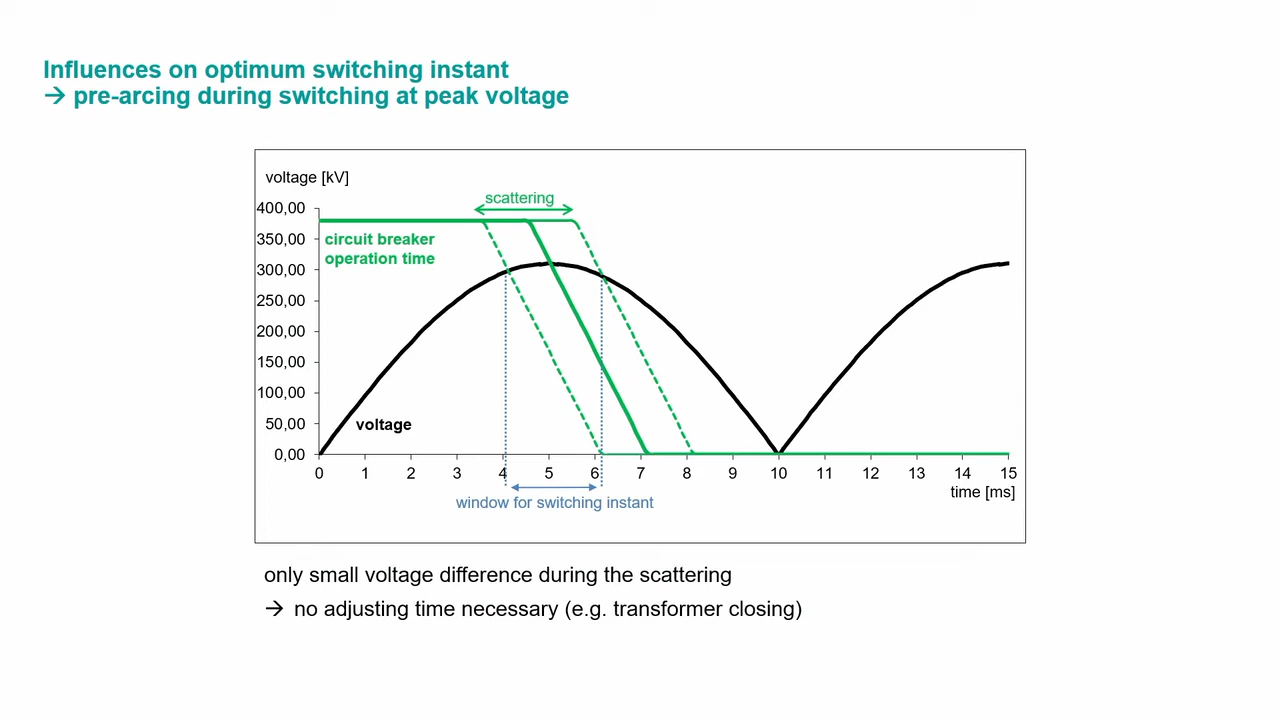 Influences on optimum switching instant
→ pre-arcing during switching at peak voltage
voltage [kV]
scattering
400,00
350,00
300,00
250,00
200,00
150,00
100,00
50,00
0,00
circuit breaker
operation time
voltage
0 1 2 3 4 5 6 7 8 9 10 11 12 13 14 15
time [ms]
window for switching instant
only small voltage difference during the scattering
→ no adjusting time necessary (e.g. transformer closing)